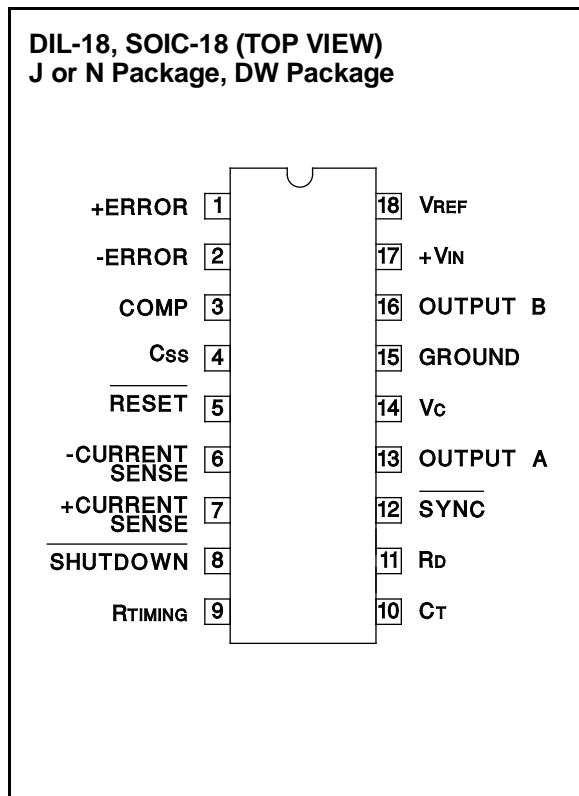 DIL-18, SOIC-18 (TOP VIEW)
J or N Package, DW Package
+ERROR 1
-ERROR 2
COMP 3
Css 4
RESET 5
-CURRENT SENSE 6
+CURRENT SENSE 7
SHUTDOWN 8
RTIMING 9
18 VREF
17 +VIN
16 OUTPUT B
15 GROUND
14 Vc
13 OUTPUT A
12 SYNC
11 RD
10 CT